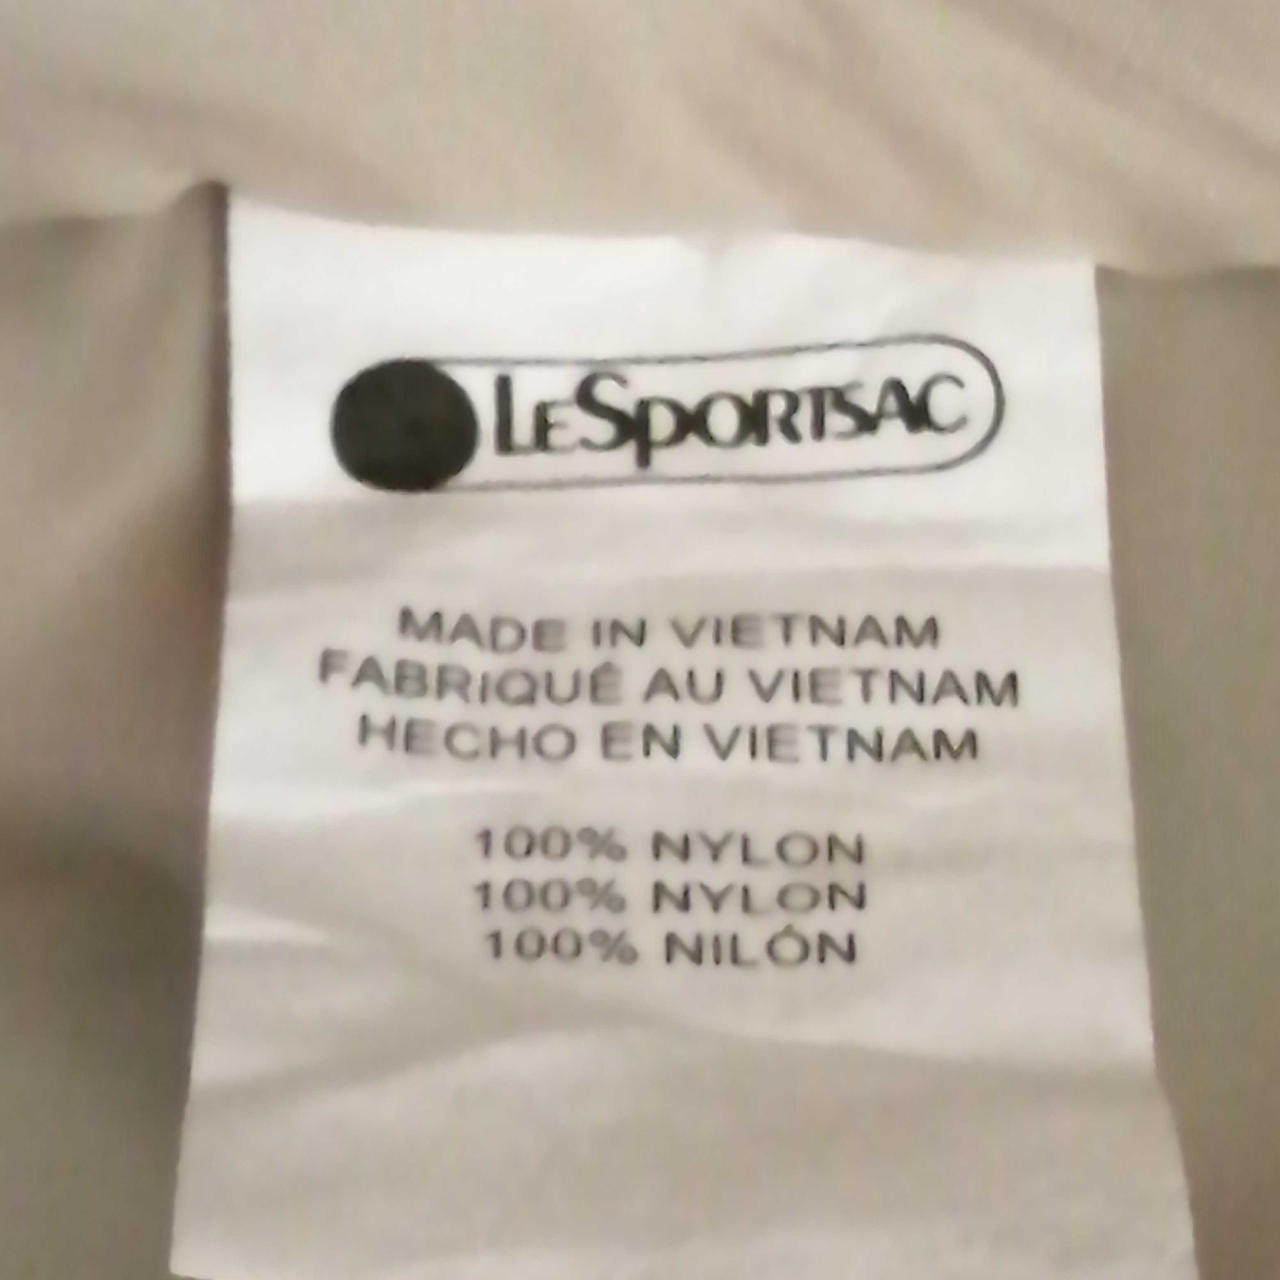 LESPORTSAC
MADE IN VIETNAM
FABRIQUÉ AU VIETNAM
HECHO EN VIETNAM
100% NYLON
100% NYLON
100% NILÓN